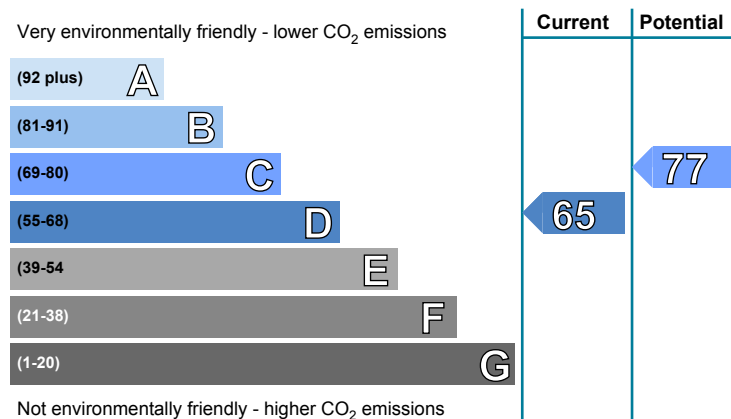 Very environmentally friendly - lower CO₂ emissions
Current
Potential
(92 plus) A
(81-91) B
(69-80) C
77
(55-68) D
65
(39-54 E
(21-38) F
(1-20) G
Not environmentally friendly - higher CO₂ emissions